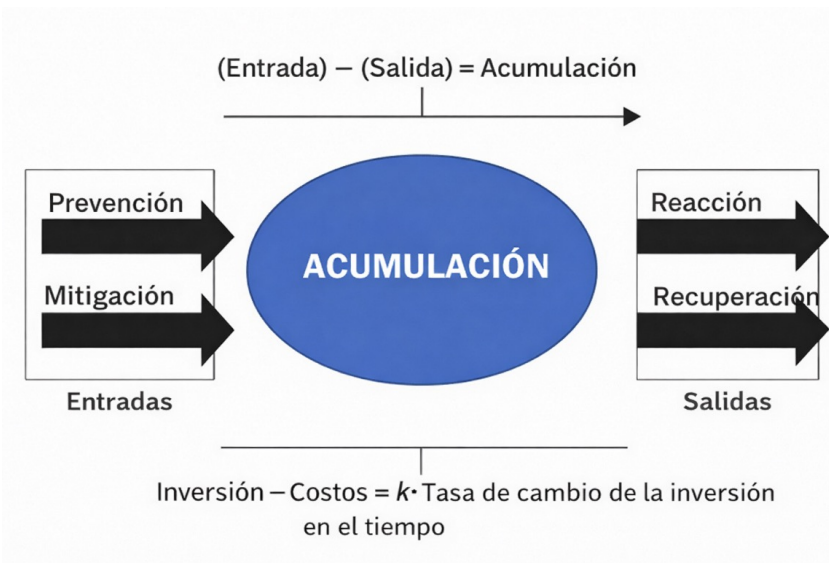 (Entrada) – (Salida) = Acumulación
Prevención
Mitigación
Entradas
ACUMULACIÓN
Reacción
Recuperación
Salidas
Inversión – Costos = k· Tasa de cambio de la inversión
en el tiempo